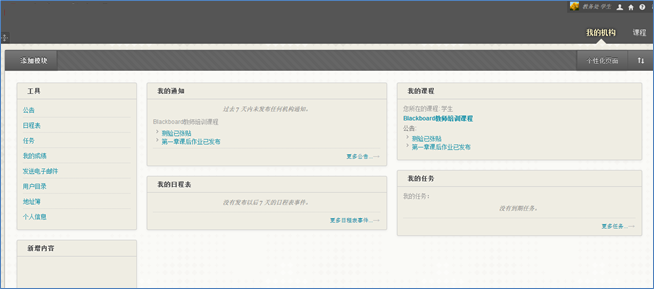 教务处 学生
我的机构 课程
添加模块 个性化页面
工具
公告
日程表
任务
我的成绩
发送电子邮件
用户目录
地址簿
个人信息
新增内容
我的通知
过去 7 天内未发布任何机构通知。
Blackboard教师培训课程
测验已张贴
第一章课后作业已发布
更多公告...
我的日程表
没有发布以后 7 天的日程表事件。
更多日程表事件...
我的课程
您所在的课程: 学生
Blackboard教师培训课程
公告:
测验已张贴
第一章课后作业已发布
我的任务
我的任务:
没有到期任务。
更多任务...